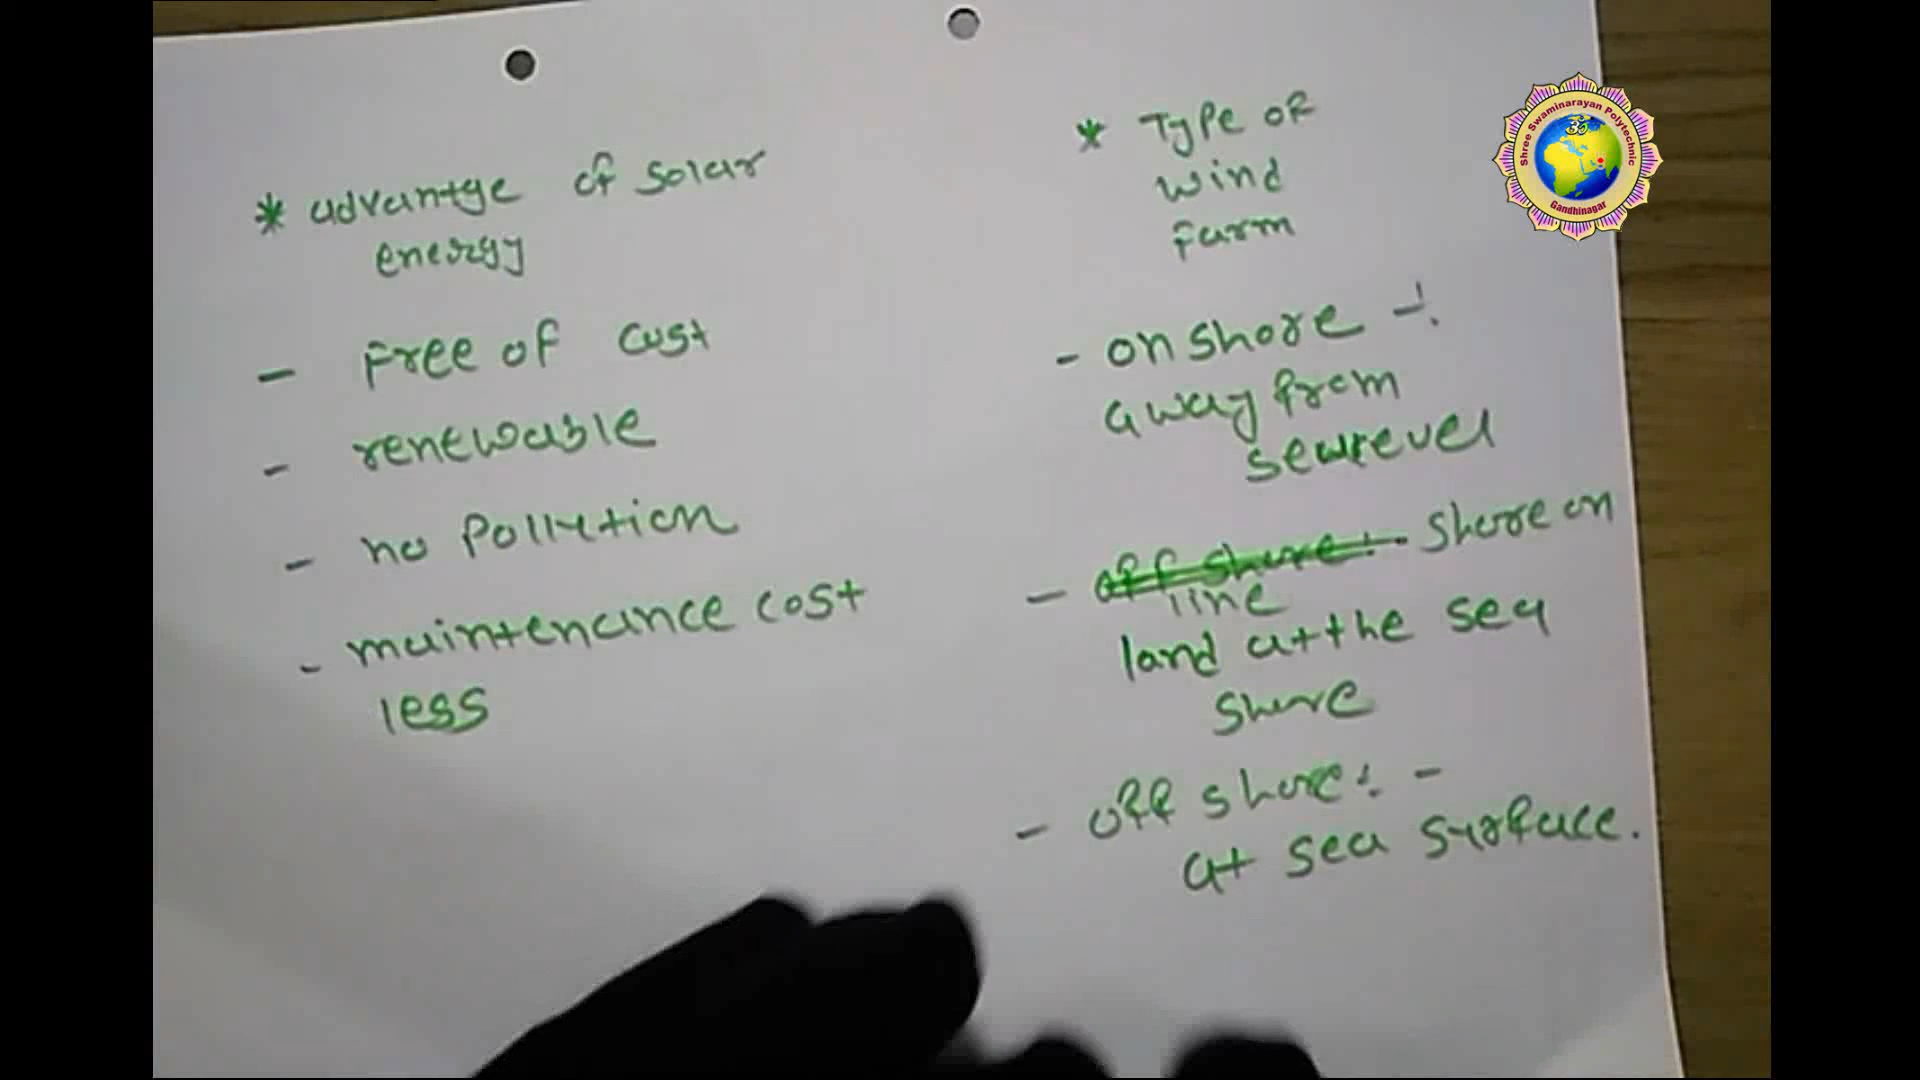 * advantge of solar
energy
- Free of cost
- renewable
- no pollution
- maintenance cost
less
* Type of
wind
farm
- onshore -:
away from
sealevel
- off shore :- Shore on
line
land at the sea
shore
- off shore : -
at sea surface.
Shree Swaminarayan Polytechnic
ॐ
Gandhinagar